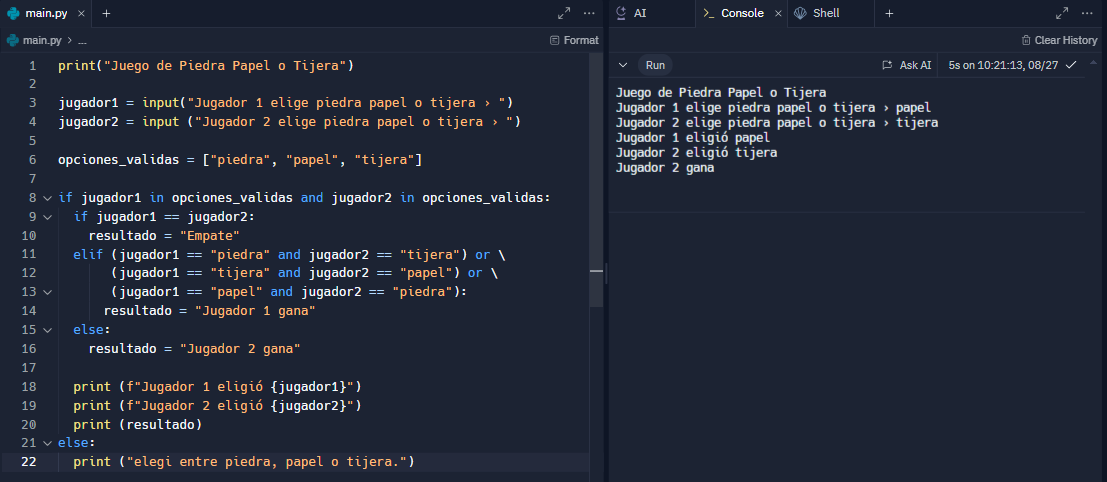 main.py
main.py > ...
Format
1 print("Juego de Piedra Papel o Tijera")
2
3 jugador1 = input("Jugador 1 elige piedra papel o tijera › ")
4 jugador2 = input ("Jugador 2 elige piedra papel o tijera › ")
5
6 opciones_validas = ["piedra", "papel", "tijera"]
7
8 if jugador1 in opciones_validas and jugador2 in opciones_validas:
9   if jugador1 == jugador2:
10     resultado = "Empate"
11   elif (jugador1 == "piedra" and jugador2 == "tijera") or \
12        (jugador1 == "tijera" and jugador2 == "papel") or \
13        (jugador1 == "papel" and jugador2 == "piedra"):
14       resultado = "Jugador 1 gana"
15   else:
16     resultado = "Jugador 2 gana"
17
18   print (f"Jugador 1 eligió {jugador1}")
19   print (f"Jugador 2 eligió {jugador2}")
20   print (resultado)
21 else:
22   print ("elegi entre piedra, papel o tijera.")
AI
Console
Shell
Clear History
Run
Ask AI
5s on 10:21:13, 08/27
Juego de Piedra Papel o Tijera
Jugador 1 elige piedra papel o tijera › papel
Jugador 2 elige piedra papel o tijera › tijera
Jugador 1 eligió papel
Jugador 2 eligió tijera
Jugador 2 gana